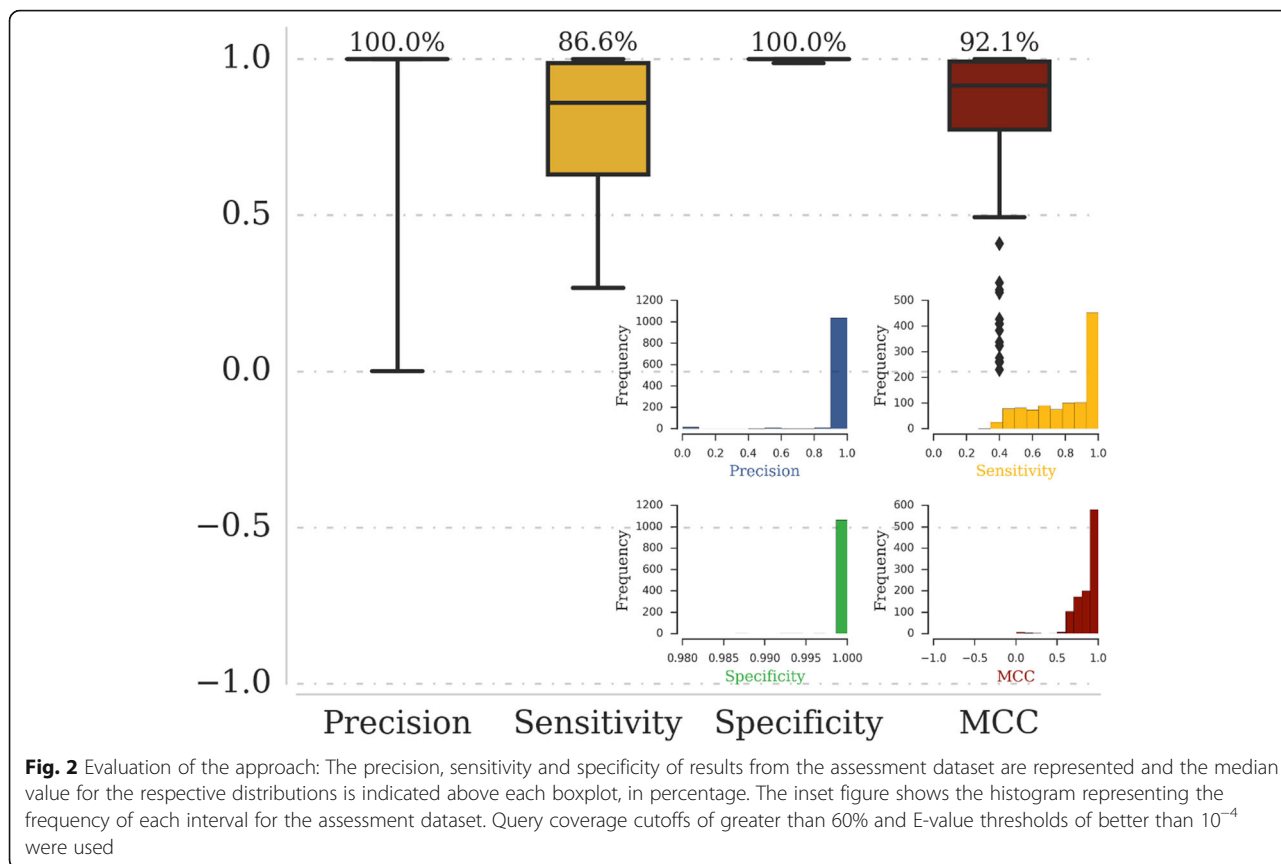 100.0% 86.6% 100.0% 92.1%
1.0
0.5
0.0
−0.5
−1.0
Precision Sensitivity Specificity MCC
1200
1000
800
600
400
200
0
Frequency
0.0 0.2 0.4 0.6 0.8 1.0
Precision
500
400
300
200
100
0
Frequency
0.0 0.2 0.4 0.6 0.8 1.0
Sensitivity
1200
1000
800
600
400
200
0
Frequency
0.980 0.985 0.990 0.995 1.000
Specificity
600
500
400
300
200
100
0
Frequency
−1.0 −0.5 0.0 0.5 1.0
MCC
Fig. 2 Evaluation of the approach: The precision, sensitivity and specificity of results from the assessment dataset are represented and the median
value for the respective distributions is indicated above each boxplot, in percentage. The inset figure shows the histogram representing the
frequency of each interval for the assessment dataset. Query coverage cutoffs of greater than 60% and E-value thresholds of better than 10⁻⁴
were used